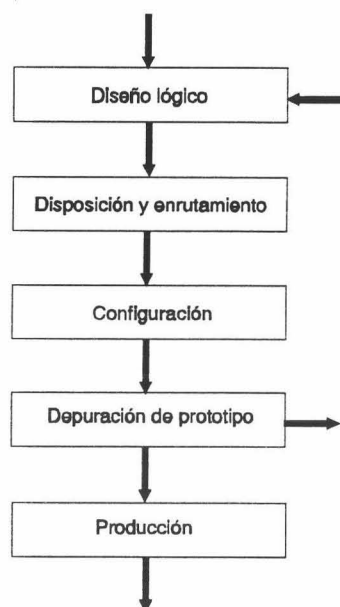 Diseño lógico
Disposición y enrutamiento
Configuración
Depuración de prototipo
Producción